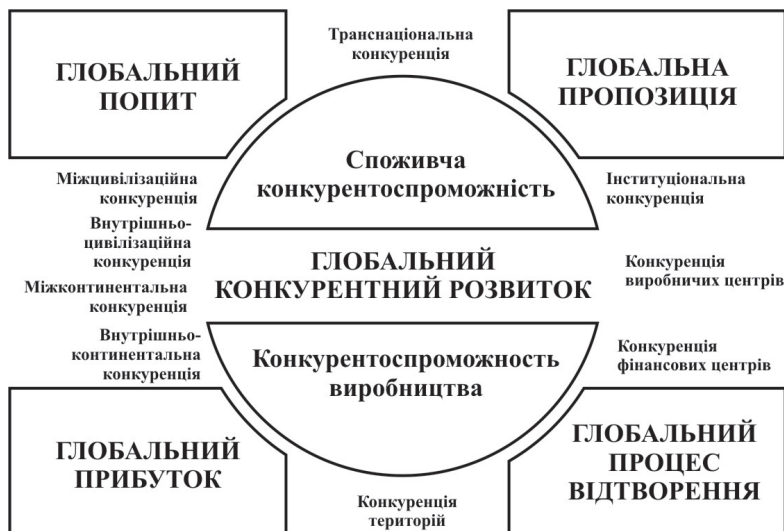 Транснаціональна
конкуренція
ГЛОБАЛЬНИЙ
ПОПИТ
ГЛОБАЛЬНА
ПРОПОЗИЦІЯ
Споживча
конкурентоспроможність
Міжцивілізаційна
конкуренція
Внутрішньо-
цивілізаційна
конкуренція
Міжконтинентальна
конкуренція
Внутрішньо-
континентальна
конкуренція
ГЛОБАЛЬНИЙ
КОНКУРЕНТНИЙ РОЗВИТОК
Інституціональна
конкуренція
Конкуренція
виробничих центрів
Конкуренція
фінансових центрів
Конкурентоспроможность
виробництва
ГЛОБАЛЬНИЙ
ПРИБУТОК
ГЛОБАЛЬНИЙ
ПРОЦЕС
ВІДТВОРЕННЯ
Конкуренція
територій